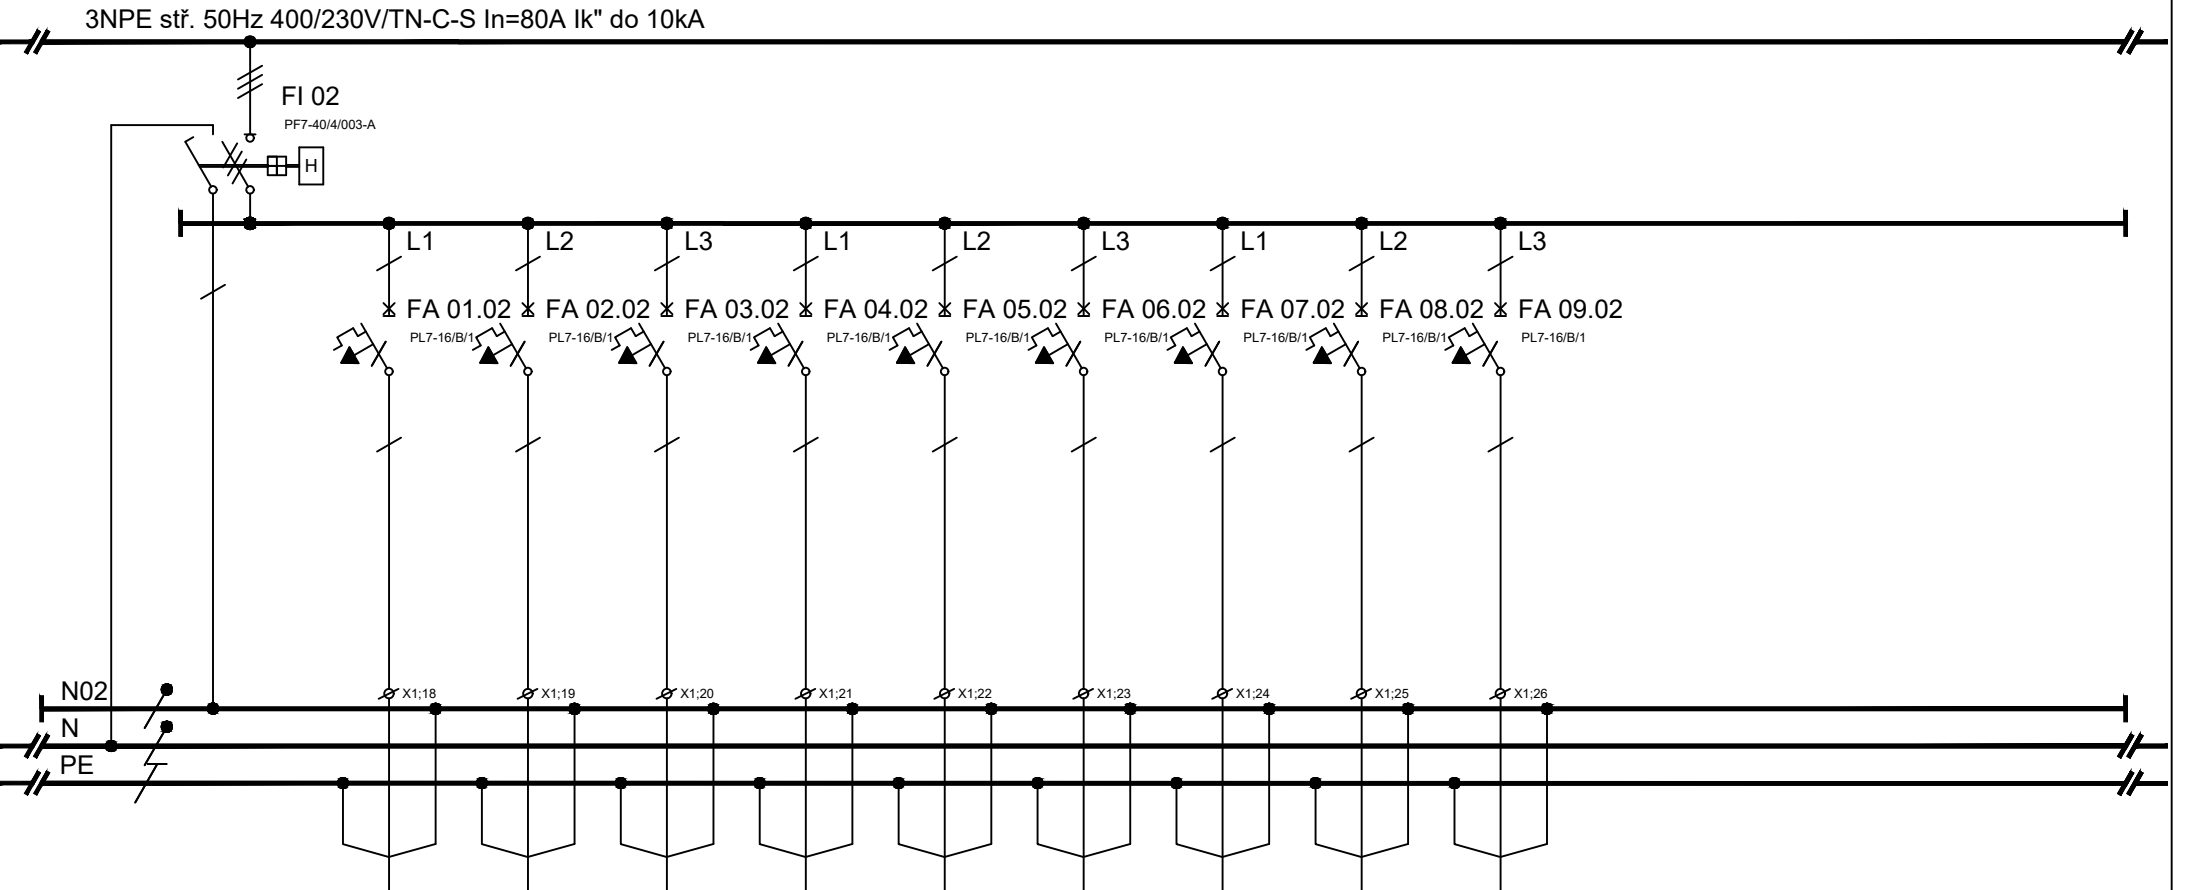 3NPE stř. 50Hz 400/230V/TN-C-S In=80A Ik" do 10kA
FI 02
PF7-40/4/003-A
H
L1 L2 L3 L1 L2 L3 L1 L2 L3
FA 01.02 FA 02.02 FA 03.02 FA 04.02 FA 05.02 FA 06.02 FA 07.02 FA 08.02 FA 09.02
PL7-16/B/1 PL7-16/B/1 PL7-16/B/1 PL7-16/B/1 PL7-16/B/1 PL7-16/B/1 PL7-16/B/1 PL7-16/B/1 PL7-16/B/1
N02 X1;18 X1;19 X1;20 X1;21 X1;22 X1;23 X1;24 X1;25 X1;26
N
PE